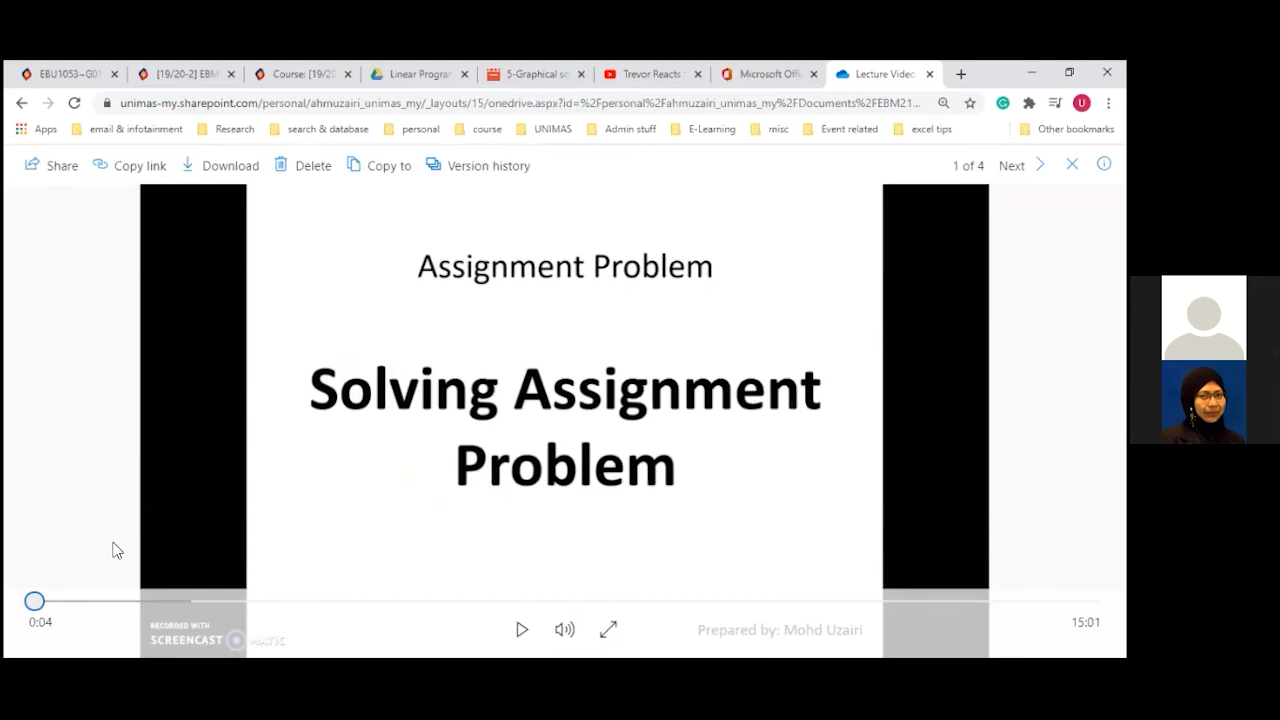 EBU1053~G01
[19/20-2] EBM
Course: [19/20
Linear Progra
5-Graphical so
Trevor Reacts
Microsoft Offi
Lecture Video
unimas-my.sharepoint.com/personal/ahmuzairi_unimas_my/_layouts/15/onedrive.aspx?id=%2Fpersonal%2Fahmuzairi_unimas_my%2FDocuments%2FEBM21...
U
Apps
email & infotainment
Research
search & database
personal
course
UNIMAS
Admin stuff
E-Learning
misc
Event related
excel tips
Other bookmarks
Share
Copy link
Download
Delete
Copy to
Version history
1 of 4
Next
Assignment Problem
Solving Assignment
Problem
0:04
15:01
RECORDED WITH
SCREENCAST MATIC
Prepared by: Mohd Uzairi